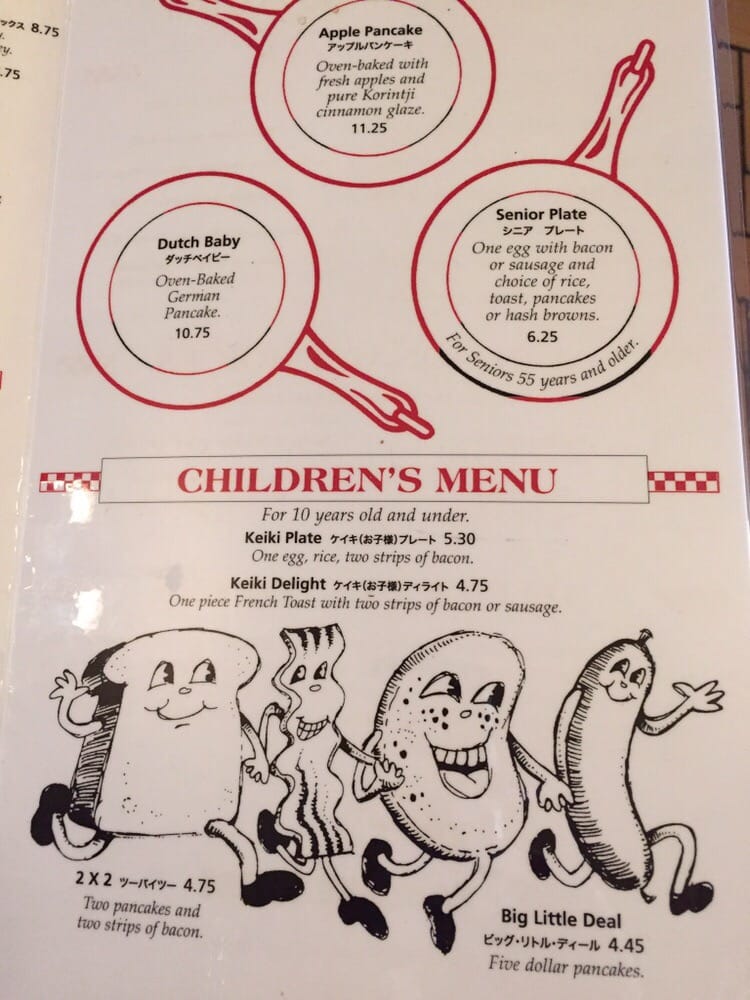 ックス 8.75
.75
Apple Pancake
アップルパンケーキ
Oven-baked with
fresh apples and
pure Korintji
cinnamon glaze.
11.25
Dutch Baby
ダッチベイビー
Oven-Baked
German
Pancake.
10.75
Senior Plate
シニア プレート
One egg with bacon
or sausage and
choice of rice,
toast, pancakes
or hash browns.
6.25
For Seniors 55 years and older.
CHILDREN'S MENU
For 10 years old and under.
Keiki Plate ケイキ(お子様)プレート 5.30
One egg, rice, two strips of bacon.
Keiki Delight ケイキ(お子様)ディライト 4.75
One piece French Toast with two strips of bacon or sausage.
2 X 2 ツーバイツー 4.75
Two pancakes and
two strips of bacon.
Big Little Deal
ビッグ・リトル・ディール 4.45
Five dollar pancakes.